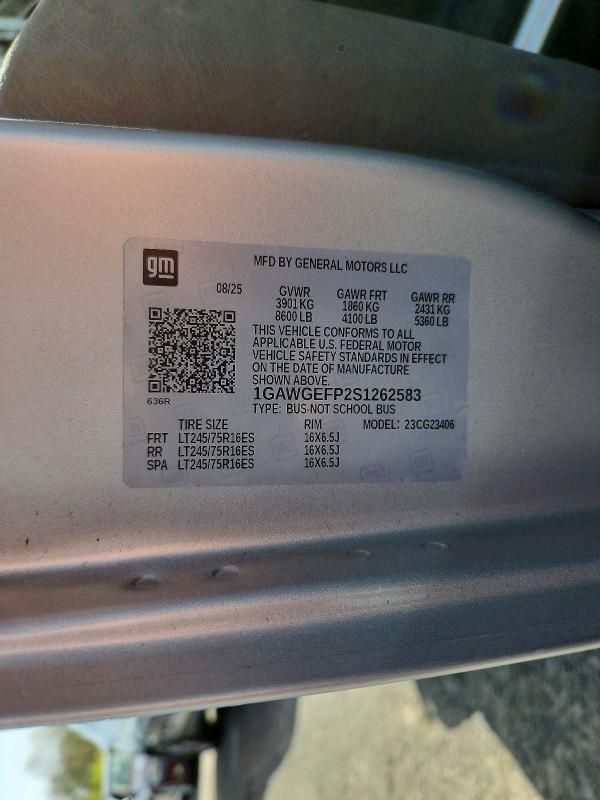 gm
MFD BY GENERAL MOTORS LLC
08/25 GVWR GAWR FRT GAWR RR
3901 KG 1860 KG 2431 KG
8600 LB 4100 LB 5360 LB
THIS VEHICLE CONFORMS TO ALL
APPLICABLE U.S. FEDERAL MOTOR
VEHICLE SAFETY STANDARDS IN EFFECT
ON THE DATE OF MANUFACTURE
SHOWN ABOVE.
636R
1GAWGEFP2S1262583
TYPE: BUS-NOT SCHOOL BUS
TIRE SIZE RIM MODEL: 23CG23406
FRT LT245/75R16ES 16X6.5J
RR LT245/75R16ES 16X6.5J
SPA LT245/75R16ES 16X6.5J